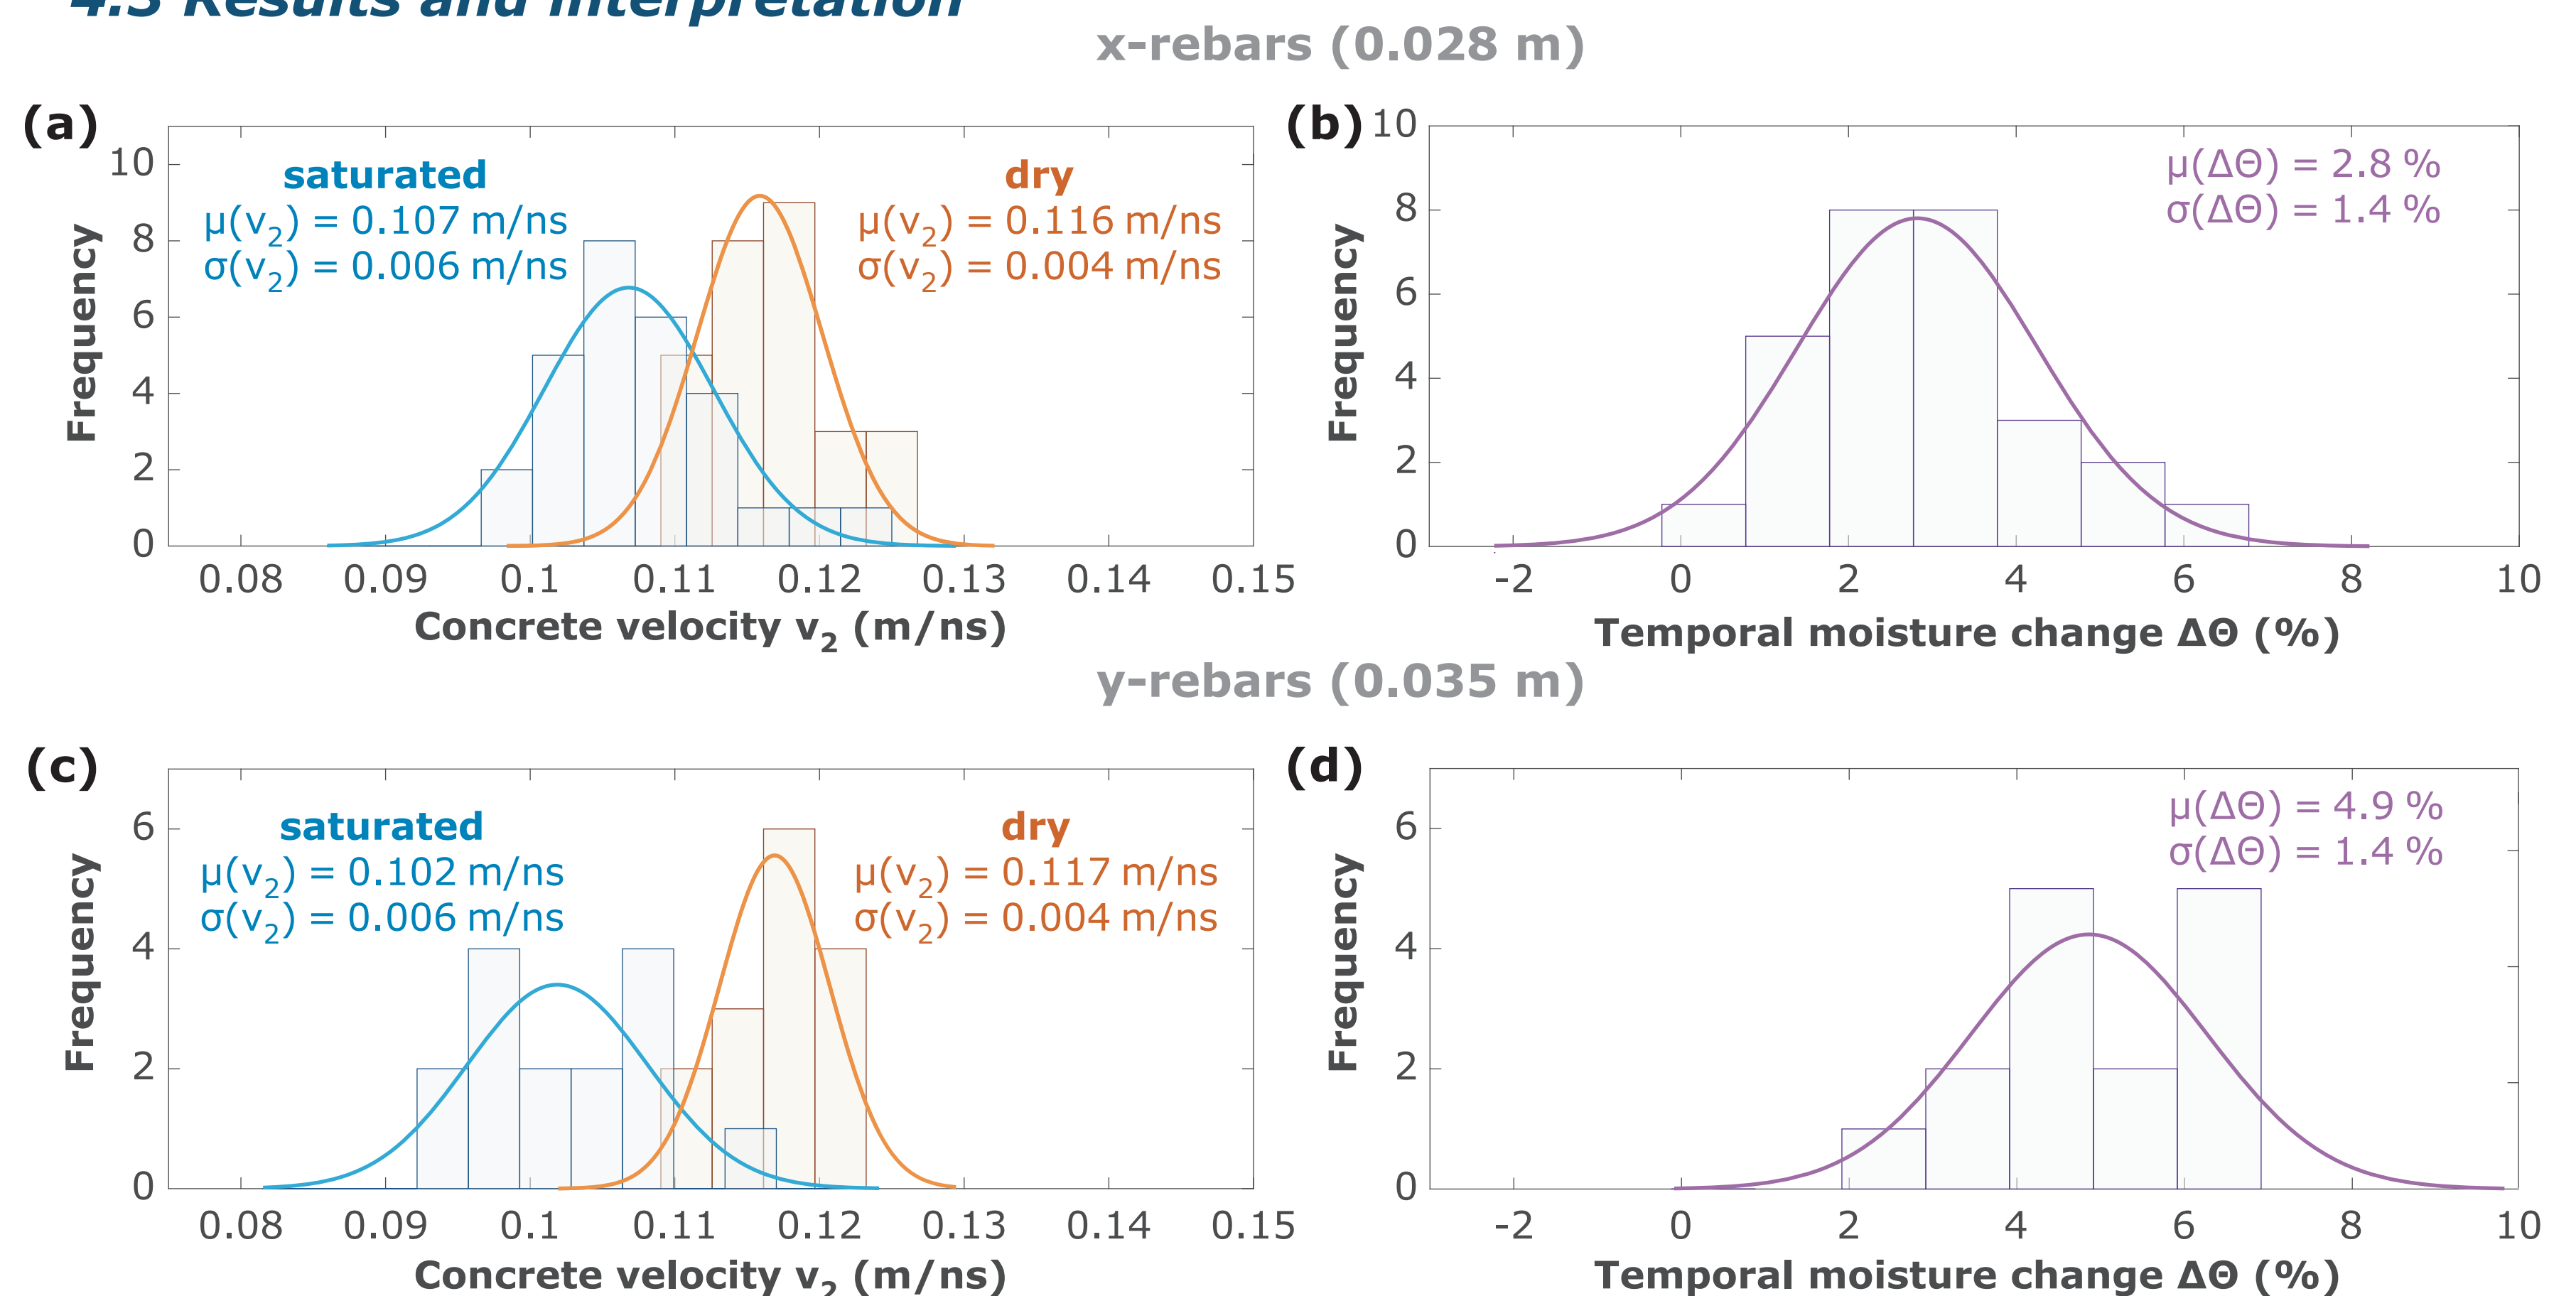 4.3 Results and interpretation
x-rebars (0.028 m)
(a)
saturated
μ(v2) = 0.107 m/ns
σ(v2) = 0.006 m/ns
dry
μ(v2) = 0.116 m/ns
σ(v2) = 0.004 m/ns
Frequency
10
8
6
4
2
0
0.08 0.09 0.1 0.11 0.12 0.13 0.14 0.15
Concrete velocity v2 (m/ns)
(b)
μ(ΔΘ) = 2.8 %
σ(ΔΘ) = 1.4 %
Frequency
10
8
6
4
2
0
-2 0 2 4 6 8 10
Temporal moisture change ΔΘ (%)
y-rebars (0.035 m)
(c)
saturated
μ(v2) = 0.102 m/ns
σ(v2) = 0.006 m/ns
dry
μ(v2) = 0.117 m/ns
σ(v2) = 0.004 m/ns
Frequency
6
4
2
0
0.08 0.09 0.1 0.11 0.12 0.13 0.14 0.15
Concrete velocity v2 (m/ns)
(d)
μ(ΔΘ) = 4.9 %
σ(ΔΘ) = 1.4 %
Frequency
6
4
2
0
-2 0 2 4 6 8 10
Temporal moisture change ΔΘ (%)